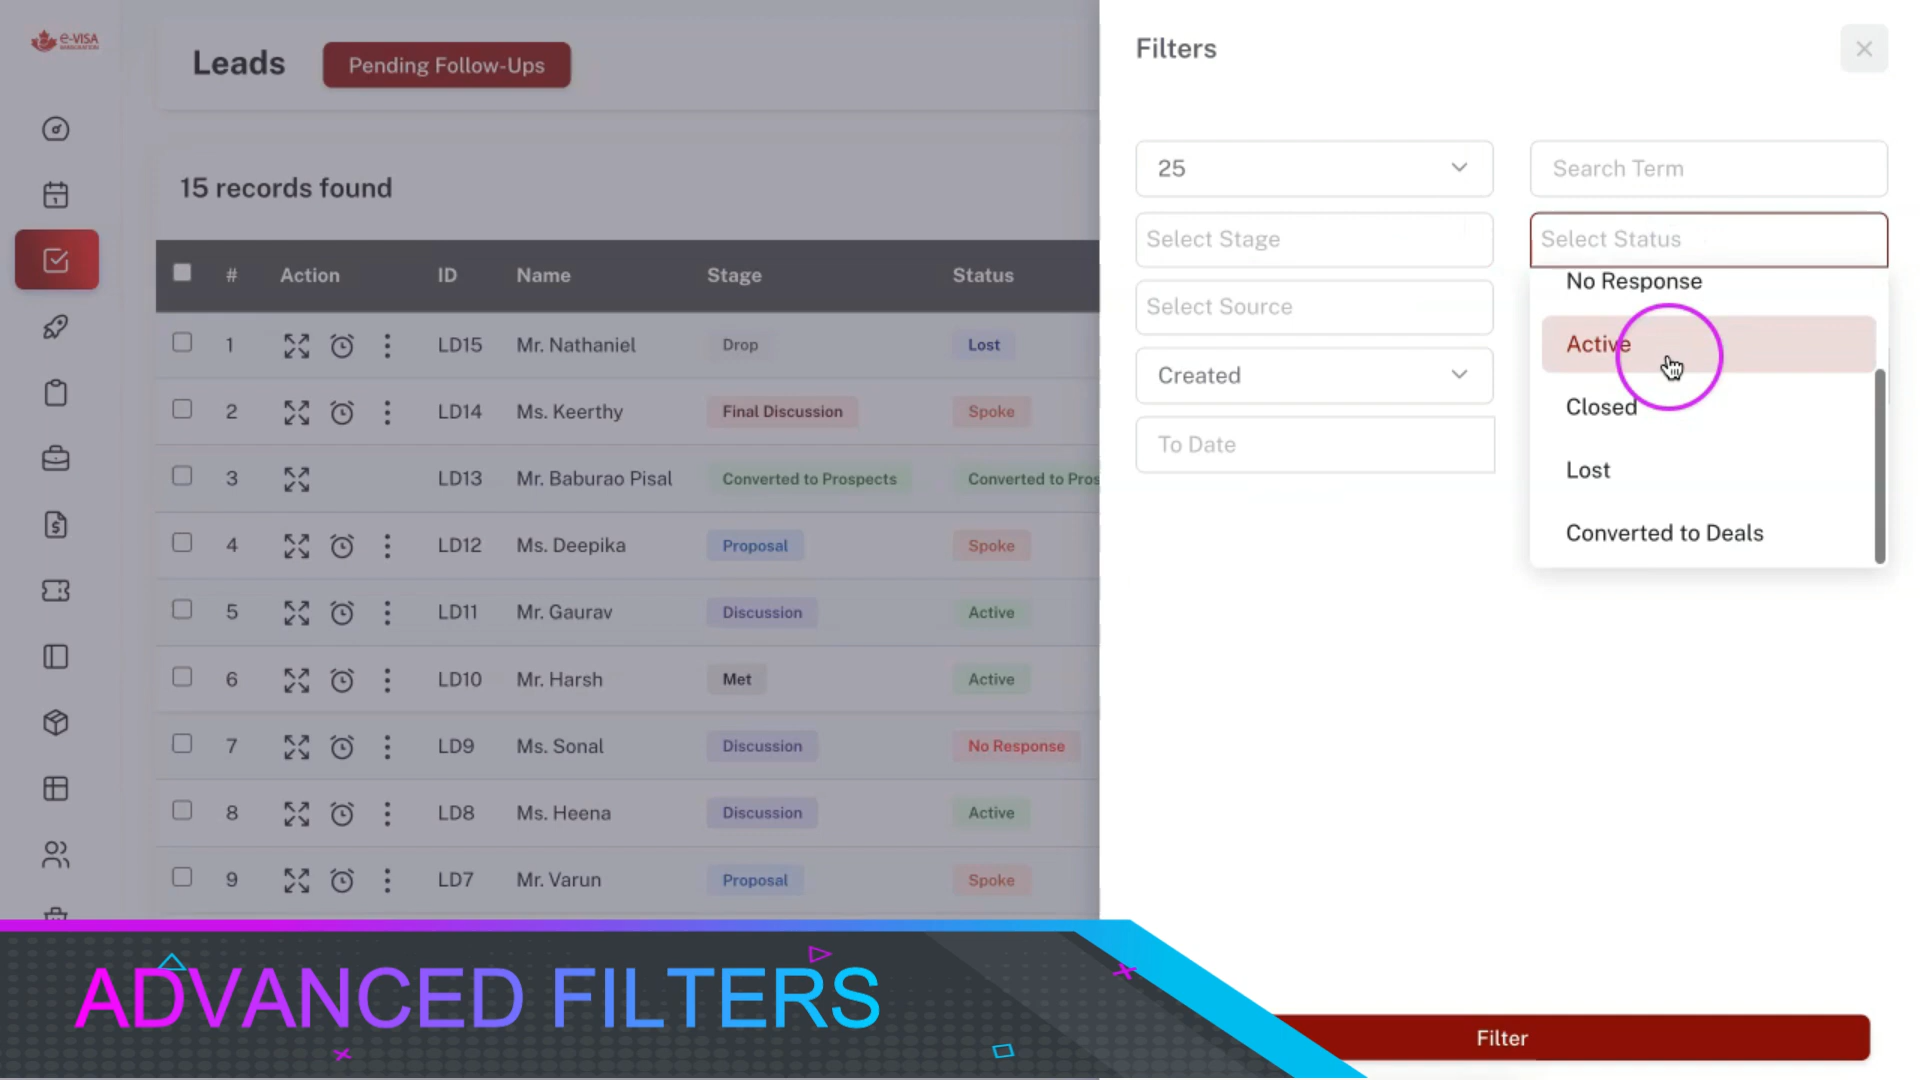 e-VISA
IMMIGRATION
Leads
Pending Follow-Ups
15 records found
# Action ID Name Stage Status
1 LD15 Mr. Nathaniel Drop Lost
2 LD14 Ms. Keerthy Final Discussion Spoke
3 LD13 Mr. Baburao Pisal Converted to Prospects Converted to Pros
4 LD12 Ms. Deepika Proposal Spoke
5 LD11 Mr. Gaurav Discussion Active
6 LD10 Mr. Harsh Met Active
7 LD9 Ms. Sonal Discussion No Response
8 LD8 Ms. Heena Discussion Active
9 LD7 Mr. Varun Proposal Spoke
Filters
25
Search Term
Select Stage
Select Status
Select Source
Created
To Date
No Response
Active
Closed
Lost
Converted to Deals
Filter
ADVANCED FILTERS